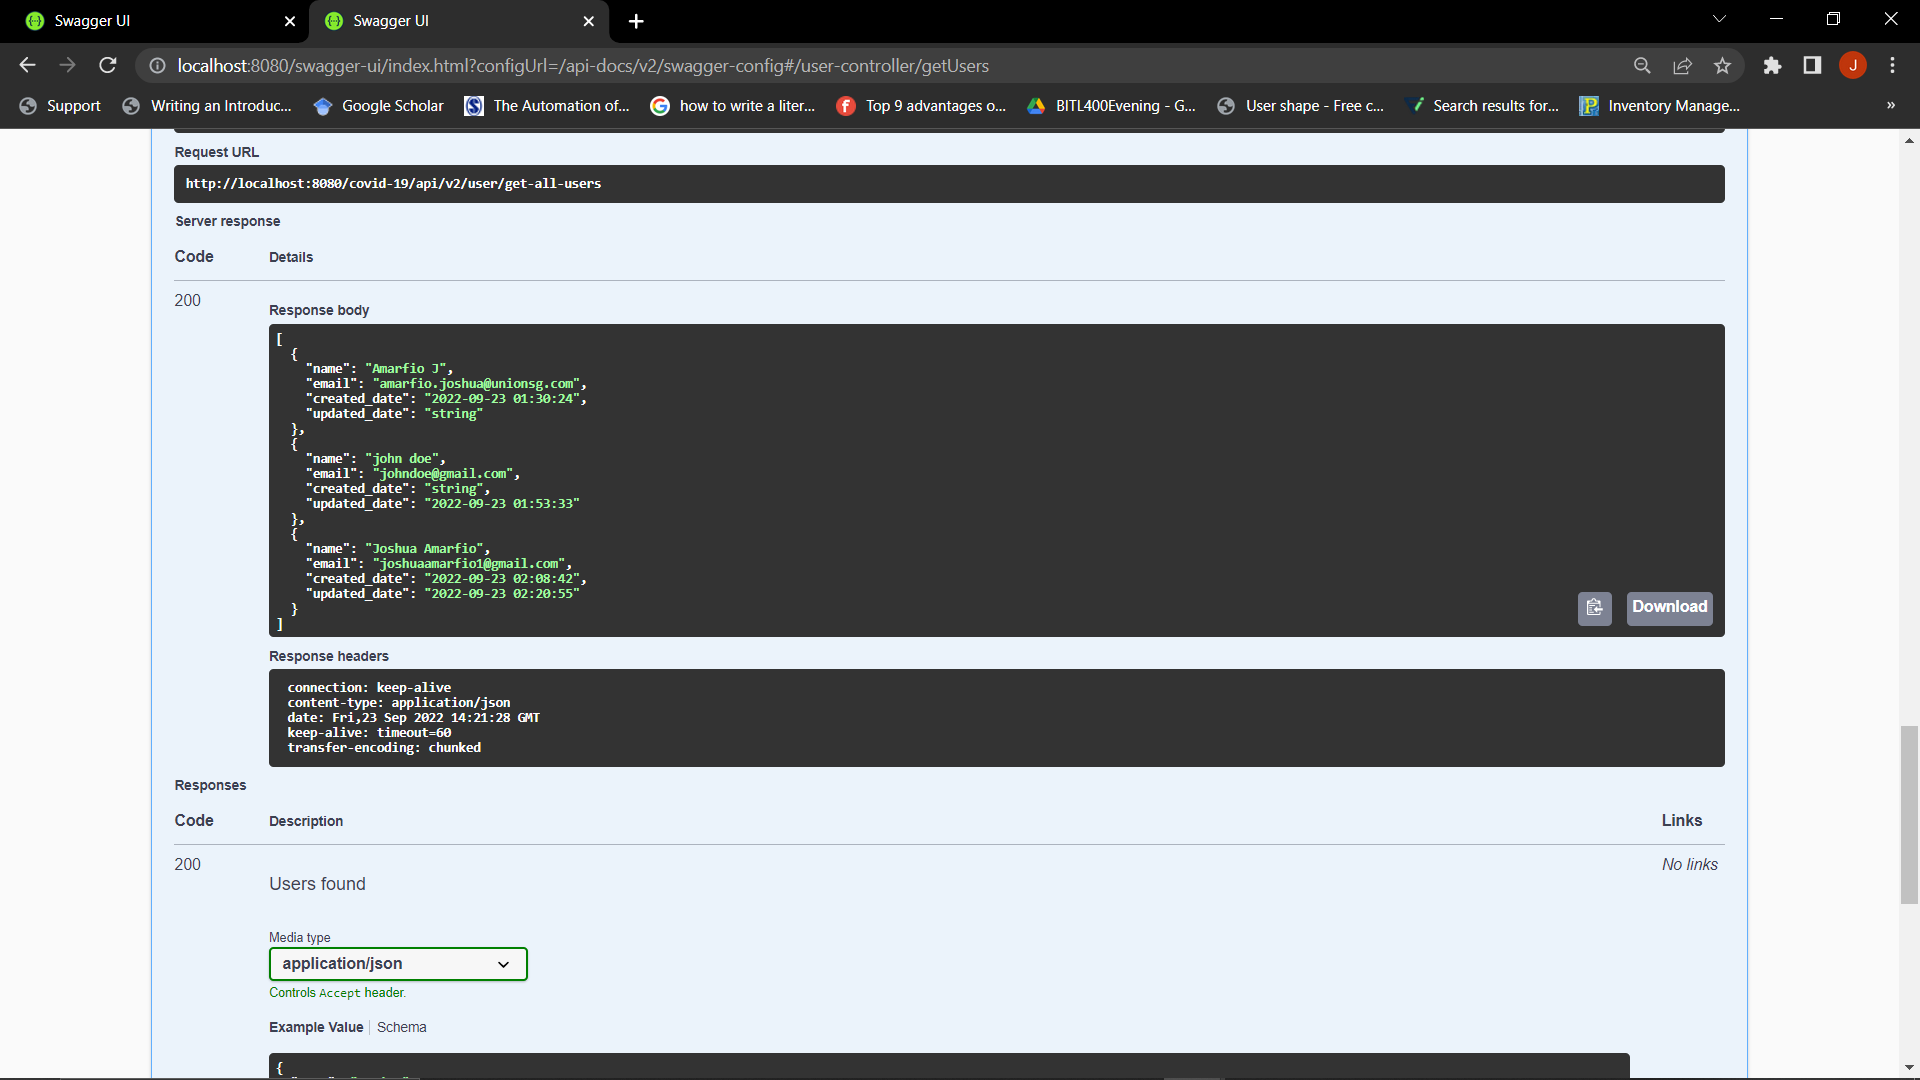 Swagger UI
Swagger UI
localhost:8080/swagger-ui/index.html?configUrl=/api-docs/v2/swagger-config#/user-controller/getUsers
J
Support
Writing an Introduc...
Google Scholar
The Automation of...
how to write a liter...
Top 9 advantages o...
BITL400Evening - G...
User shape - Free c...
Search results for...
Inventory Manage...
»
Request URL
http://localhost:8080/covid-19/api/v2/user/get-all-users
Server response
Code Details
200
Response body
[
{
"name": "Amarfio J",
"email": "amarfio.joshua@unionsg.com",
"created_date": "2022-09-23 01:30:24",
"updated_date": "string"
},
{
"name": "john doe",
"email": "johndoe@gmail.com",
"created_date": "string",
"updated_date": "2022-09-23 01:53:33"
},
{
"name": "Joshua Amarfio",
"email": "joshuaamarfio1@gmail.com",
"created_date": "2022-09-23 02:08:42",
"updated_date": "2022-09-23 02:20:55"
}
]
Download
Response headers
connection: keep-alive
content-type: application/json
date: Fri,23 Sep 2022 14:21:28 GMT
keep-alive: timeout=60
transfer-encoding: chunked
Responses
Code Description Links
200 No links
Users found
Media type
application/json
Controls Accept header.
Example Value Schema
{